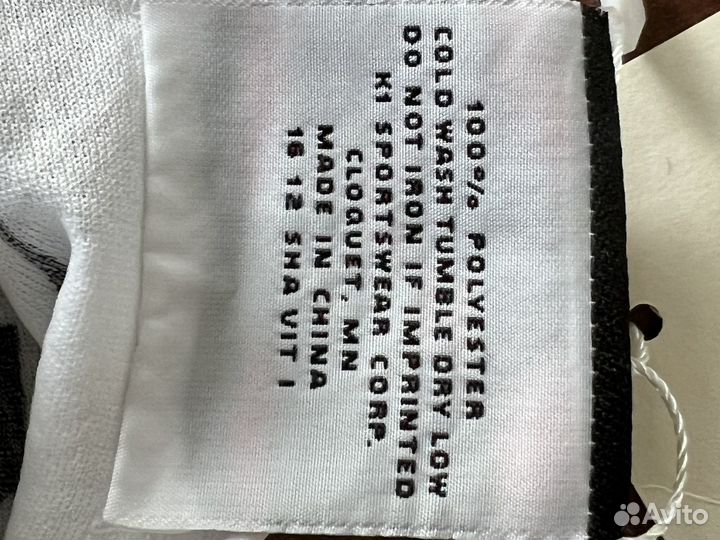 100% POLYESTER
COLD WASH TUMBLE DRY LOW
DO NOT IRON IF IMPRINTED
K1 SPORTSWEAR CORP.
CLOQUET, MN
MADE IN CHINA
16 12 SHA VIT I
Avito